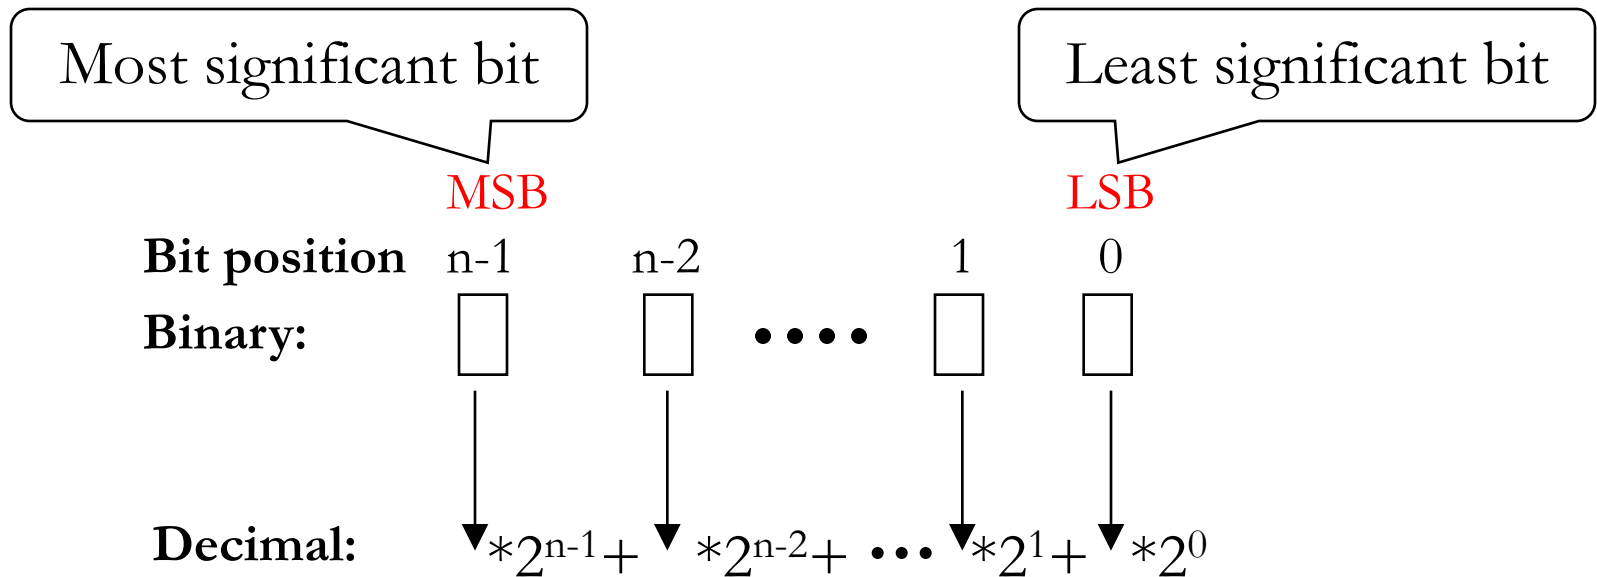 Most significant bit Least significant bit
MSB LSB
Bit position n-1 n-2 1 0
Binary: ••••
Decimal: *2ⁿ⁻¹+ *2ⁿ⁻²+ ••• *2¹+ *2⁰